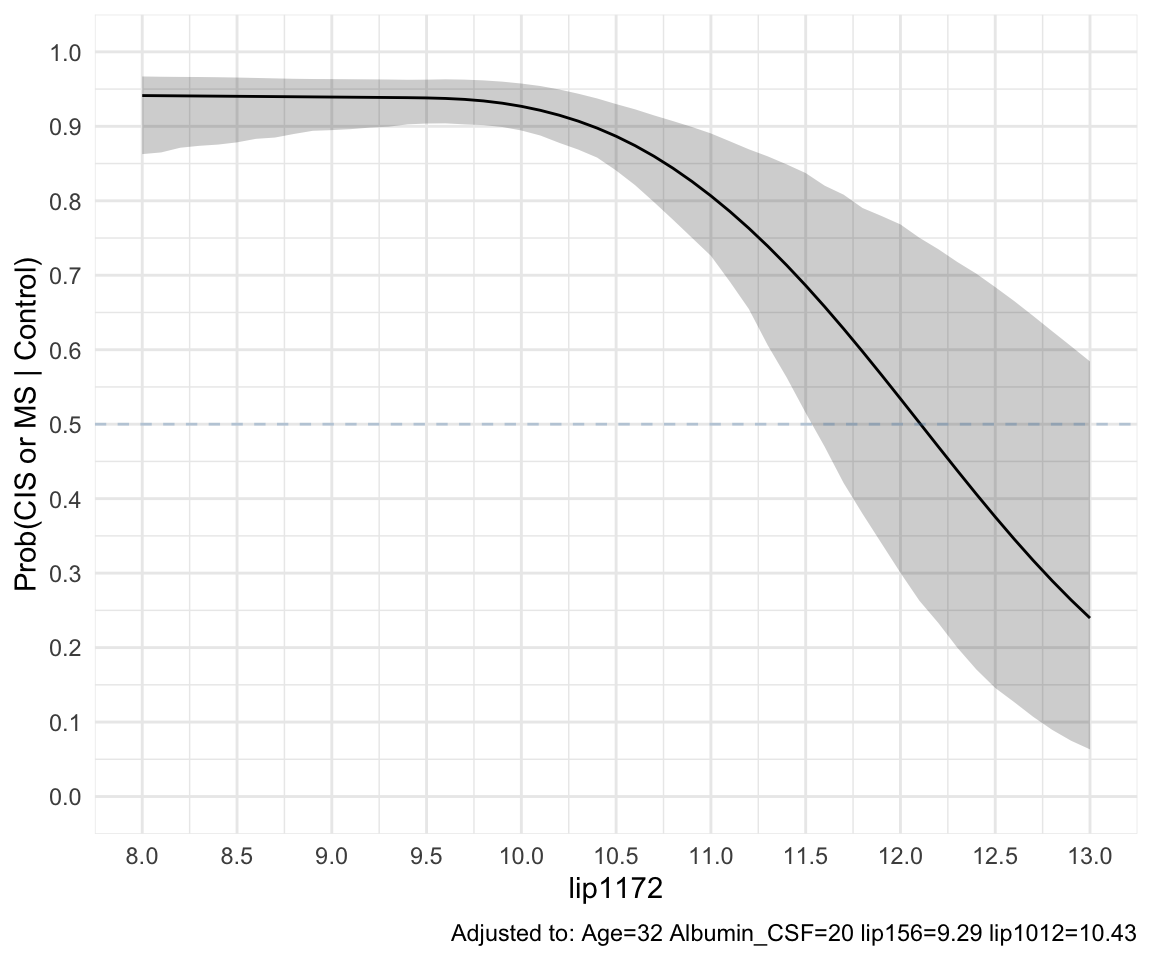 Prob(CIS or MS | Control)
1.0
0.9
0.8
0.7
0.6
0.5
0.4
0.3
0.2
0.1
0.0
8.0 8.5 9.0 9.5 10.0 10.5 11.0 11.5 12.0 12.5 13.0
lip1172
Adjusted to: Age=32 Albumin_CSF=20 lip156=9.29 lip1012=10.43